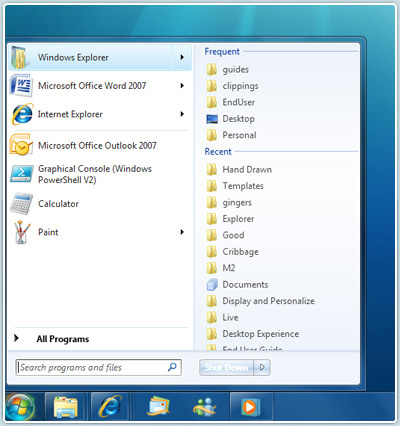 Windows Explorer
Microsoft Office Word 2007
Internet Explorer
Microsoft Office Outlook 2007
Graphical Console (Windows
PowerShell V2)
Calculator
Paint
All Programs
Search programs and files
Frequent
guides
clippings
EndUser
Desktop
Personal
Recent
Hand Drawn
Templates
gingers
Explorer
Good
Cribbage
M2
Documents
Display and Personalize
Live
Desktop Experience
End User Guide
Shut Down
D